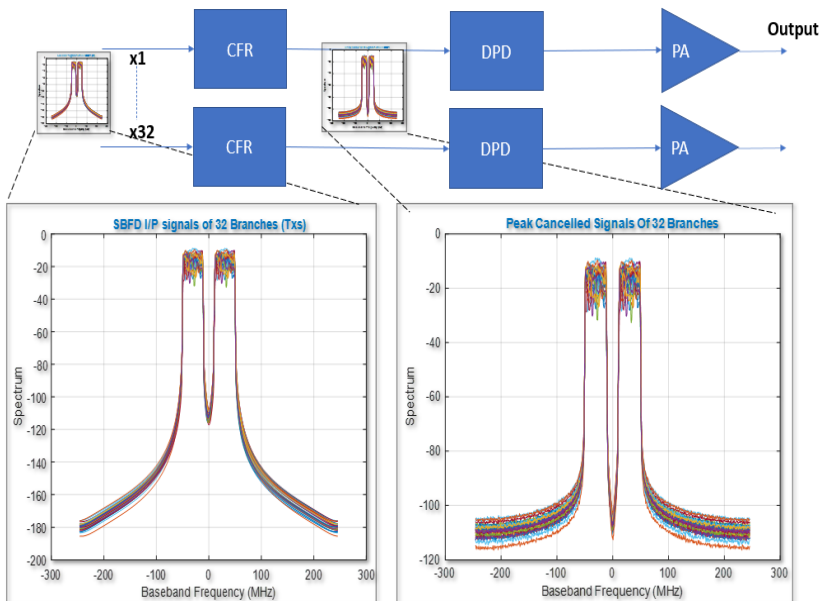 Output
x1
CFR
DPD
PA
x32
CFR
DPD
PA
SBFD I/P signals of 32 Branches (Txs)
0
-20
-40
-60
-80
-100
-120
-140
-160
-180
-200
Spectrum
-300 -200 -100 0 100 200 300
Baseband Frequency (MHz)
Peak Cancelled Signals Of 32 Branches
0
-20
-40
-60
-80
-100
-120
Spectrum
-300 -200 -100 0 100 200 300
Baseband Frequency (MHz)